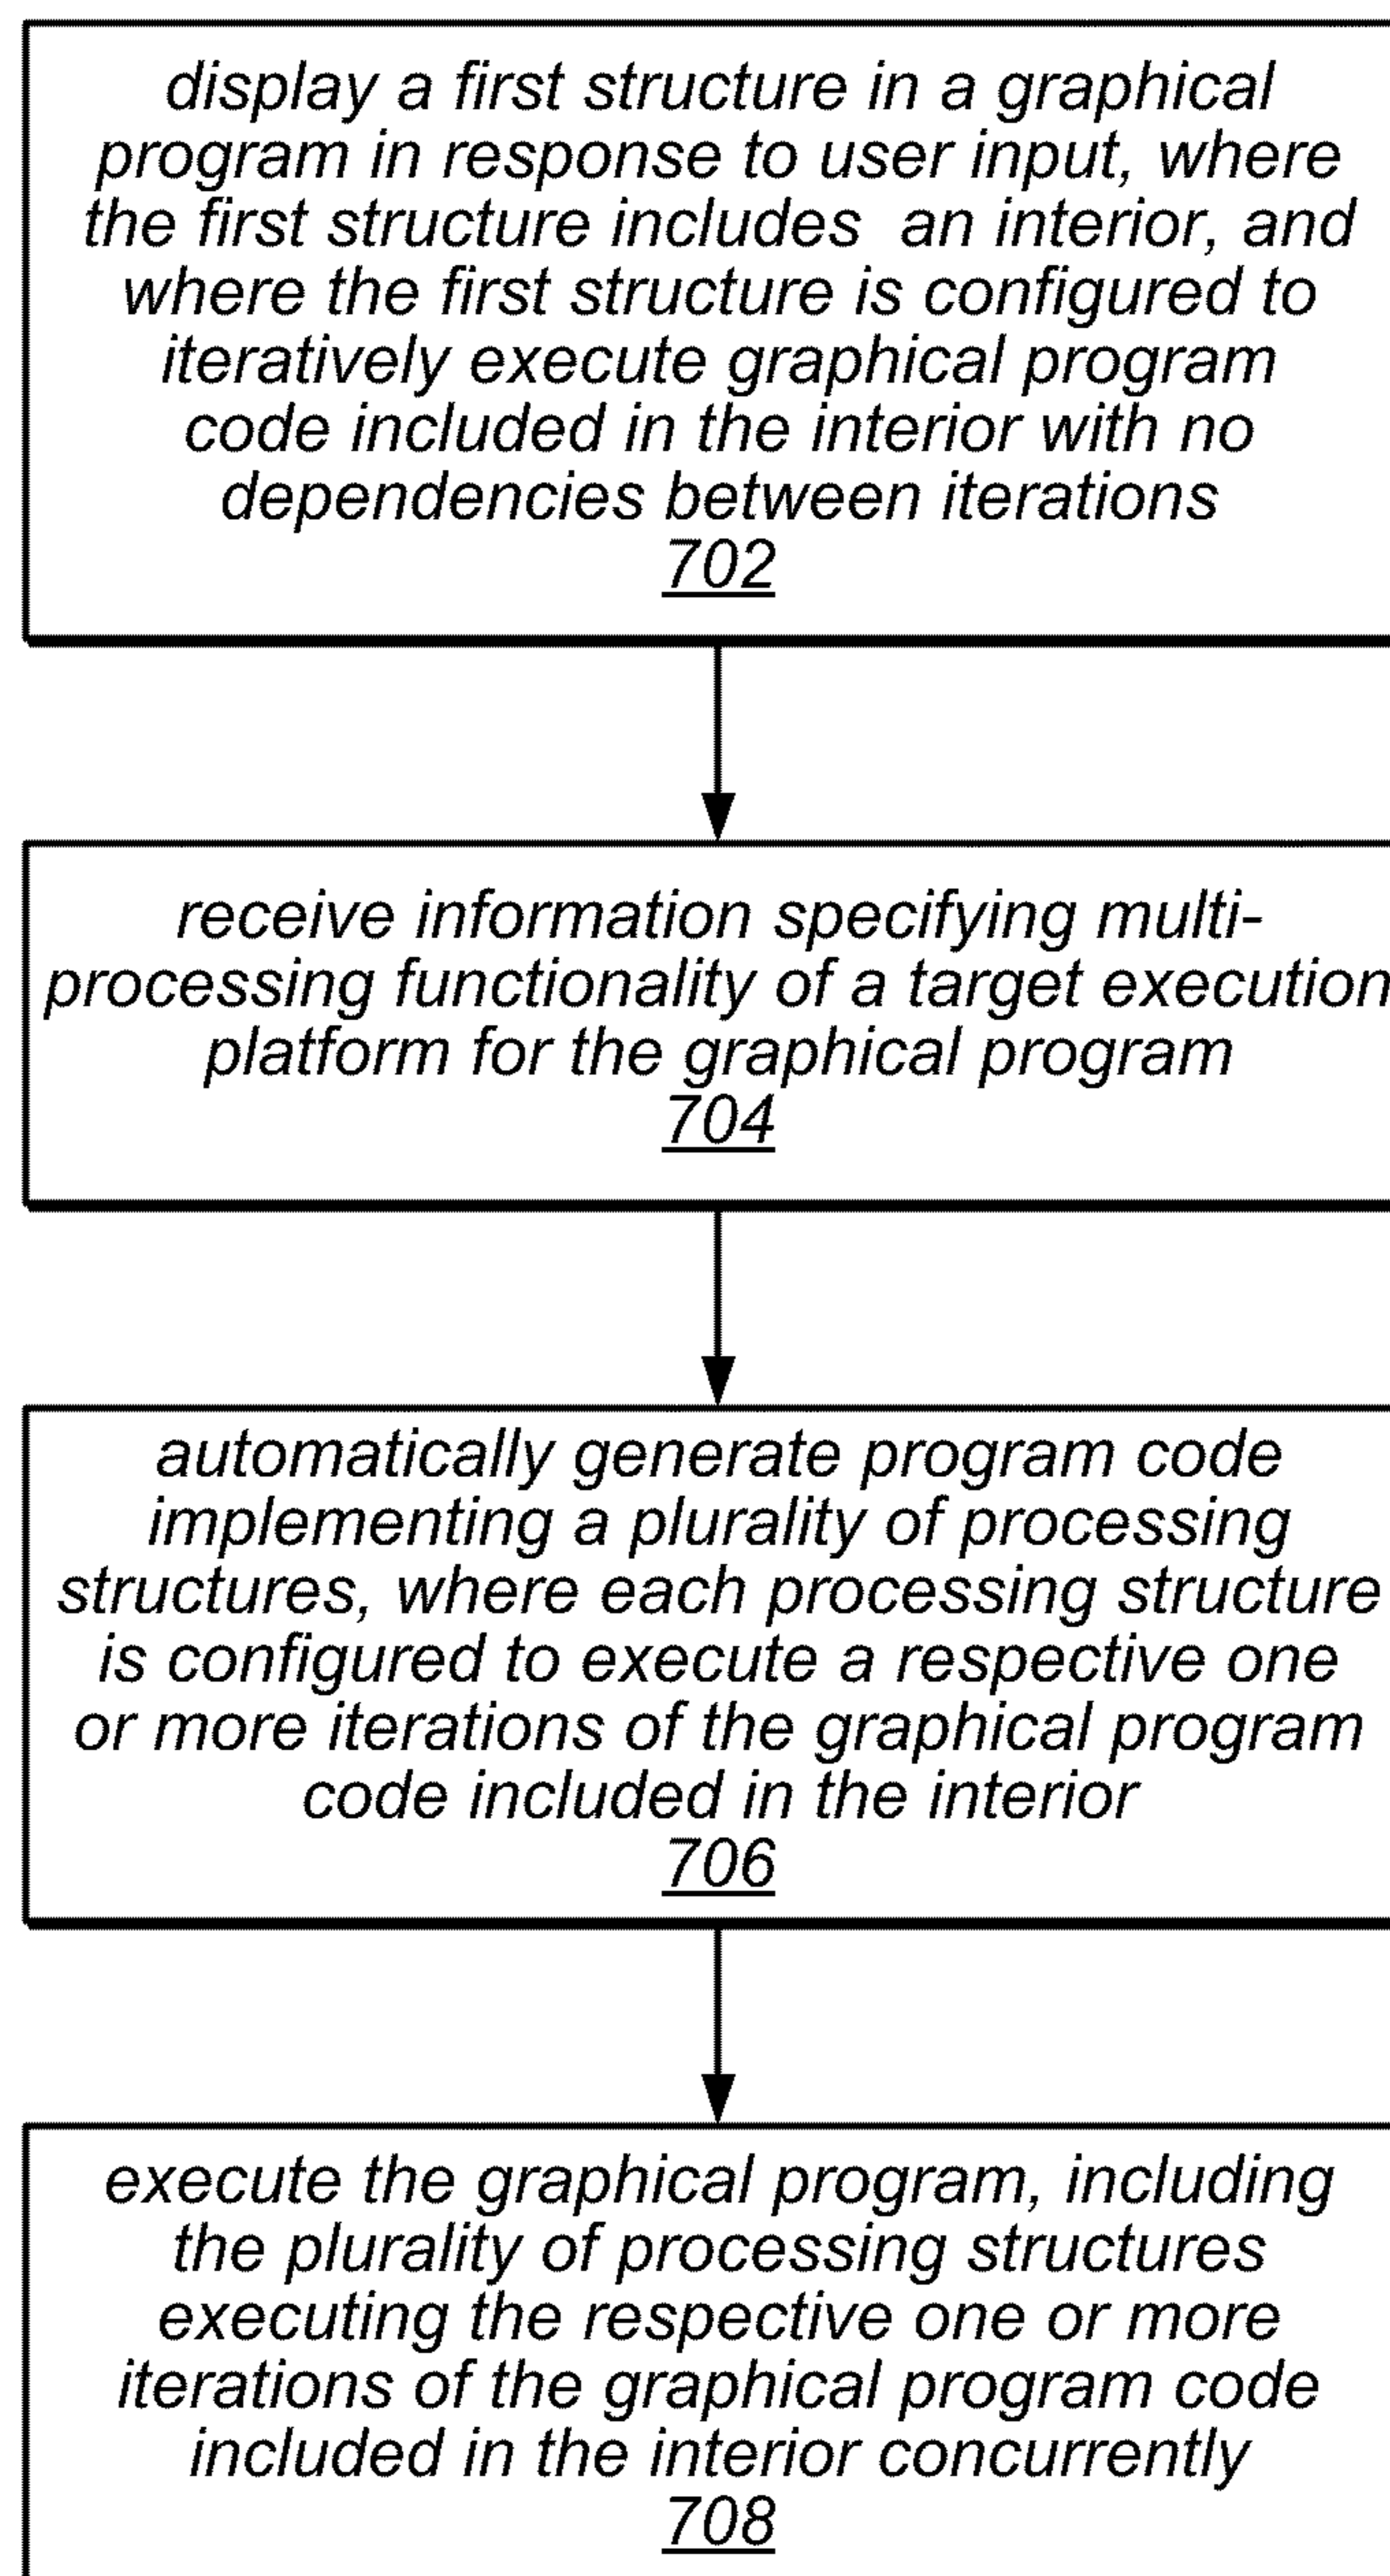 display a first structure in a graphical
program in response to user input, where
the first structure includes  an interior, and
where the first structure is configured to
iteratively execute graphical program
code included in the interior with no
dependencies between iterations
702
receive information specifying multi-
processing functionality of a target execution
platform for the graphical program
704
automatically generate program code
implementing a plurality of processing
structures, where each processing structure
is configured to execute a respective one
or more iterations of the graphical program
code included in the interior
706
execute the graphical program, including
the plurality of processing structures
executing the respective one or more
iterations of the graphical program code
included in the interior concurrently
708